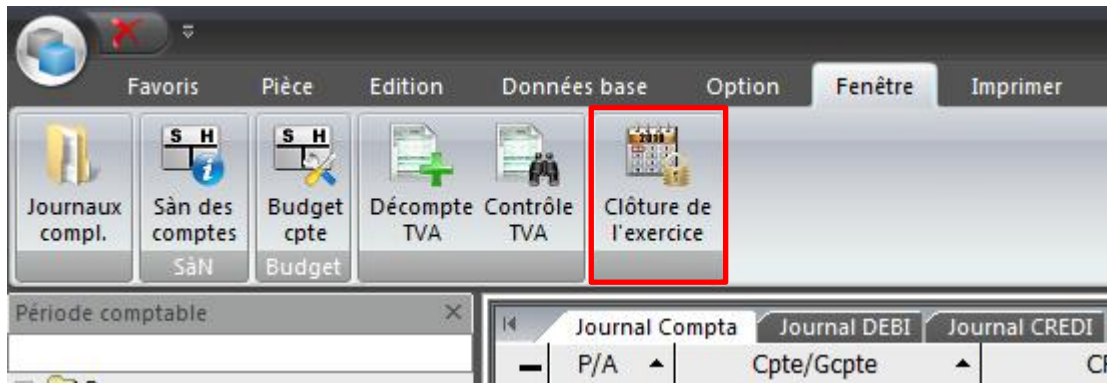 Favoris Pièce Edition Données base Option Fenêtre Imprimer
S H S H 2010
Journaux Sàn des Budget Décompte Contrôle Clôture de
compl. comptes cpte TVA TVA l'exercice
SàN Budget
Période comptable
Journal Compta Journal DEBI Journal CREDI
P/A Cpte/Gcpte